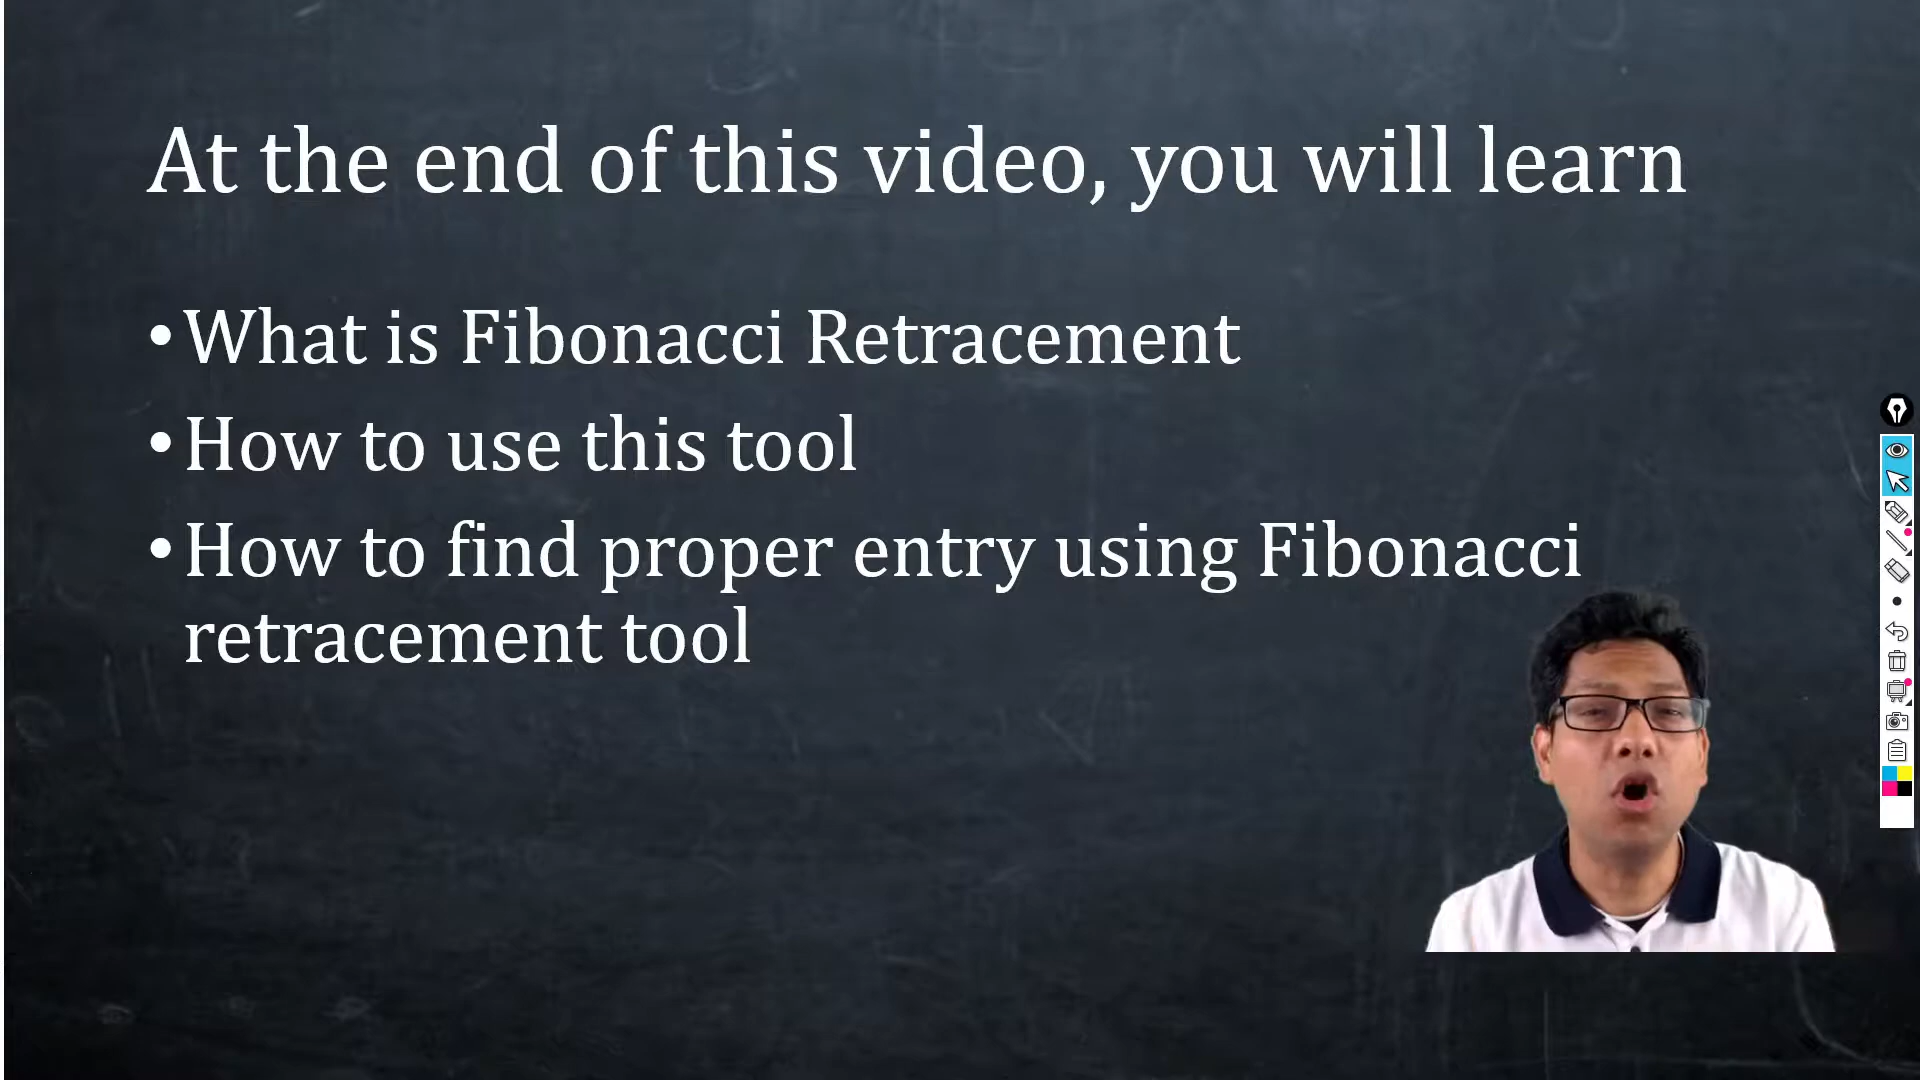 At the end of this video, you will learn
•What is Fibonacci Retracement
•How to use this tool
•How to find proper entry using Fibonacci
retracement tool